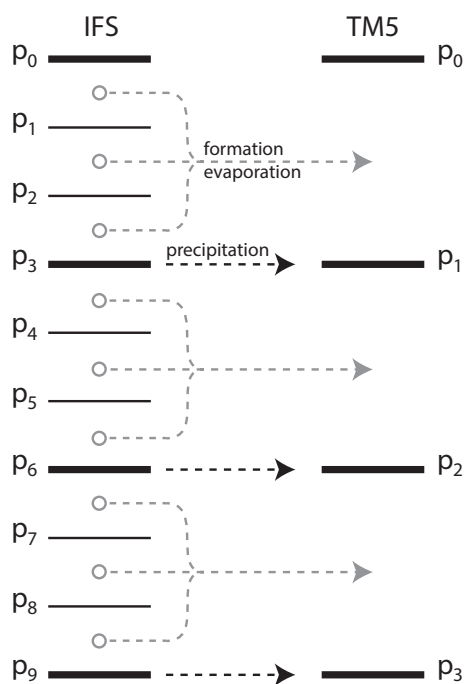 IFS TM5
p0 p0
p1
formation
evaporation
p2
precipitation
p3 p1
p4
p5
p6 p2
p7
p8
p9 p3